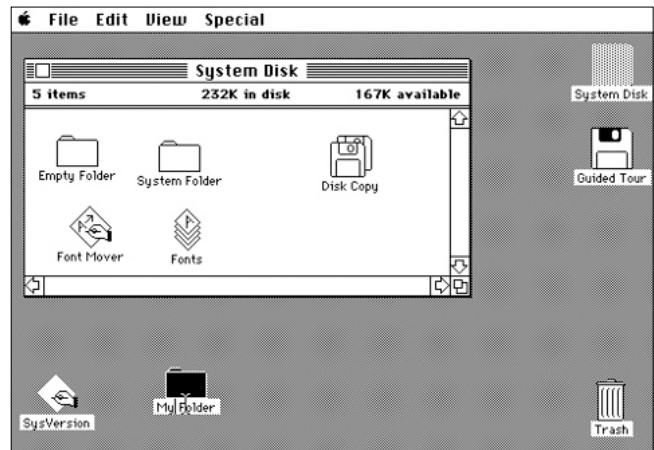 File Edit View Special
System Disk
5 items 232K in disk 167K available
System Disk
Empty Folder System Folder Disk Copy
Guided Tour
Font Mover Fonts
SysVersion My Folder Trash